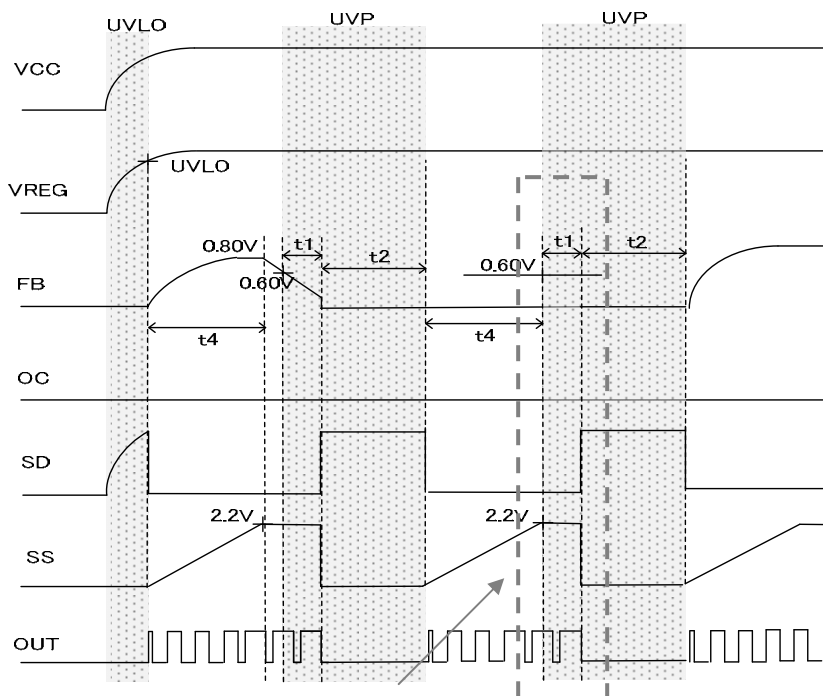 UVLO
UVP
UVP
VCC
UVLO
VREG
t1
t2
t1
t2
0.80V
0.60V
0.60V
FB
t4
t4
OC
SD
2.2V
2.2V
SS
OUT